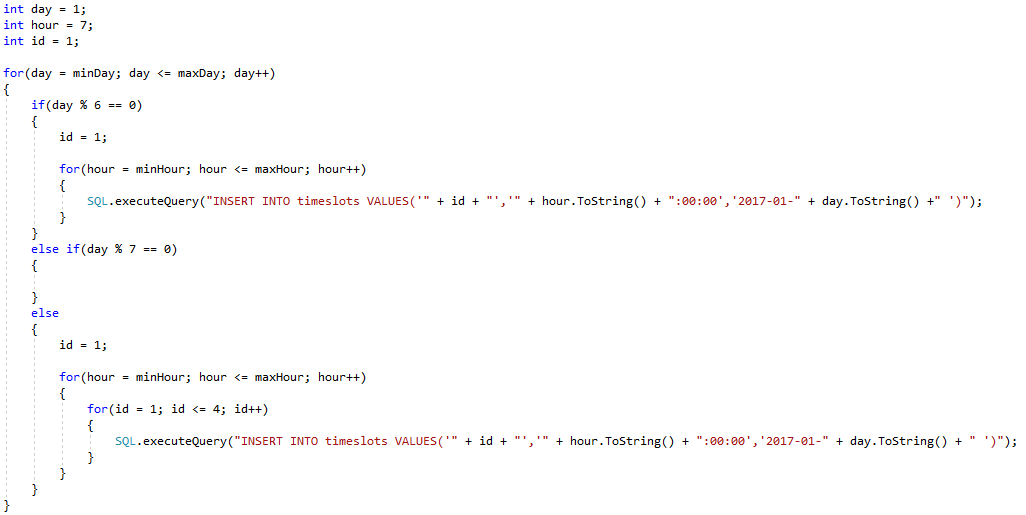 int day = 1;
int hour = 7;
int id = 1;
for(day = minDay; day <= maxDay; day++)
{
if(day % 6 == 0)
{
id = 1;
for(hour = minHour; hour <= maxHour; hour++)
{
SQL.executeQuery("INSERT INTO timeslots VALUES('" + id + "','" + hour.ToString() + ":00:00','2017-01-" + day.ToString() +" ')");
}
}
else if(day % 7 == 0)
{
}
else
{
id = 1;
for(hour = minHour; hour <= maxHour; hour++)
{
for(id = 1; id <= 4; id++)
{
SQL.executeQuery("INSERT INTO timeslots VALUES('" + id + "','" + hour.ToString() + ":00:00','2017-01-" + day.ToString() + " ')");
}
}
}
}